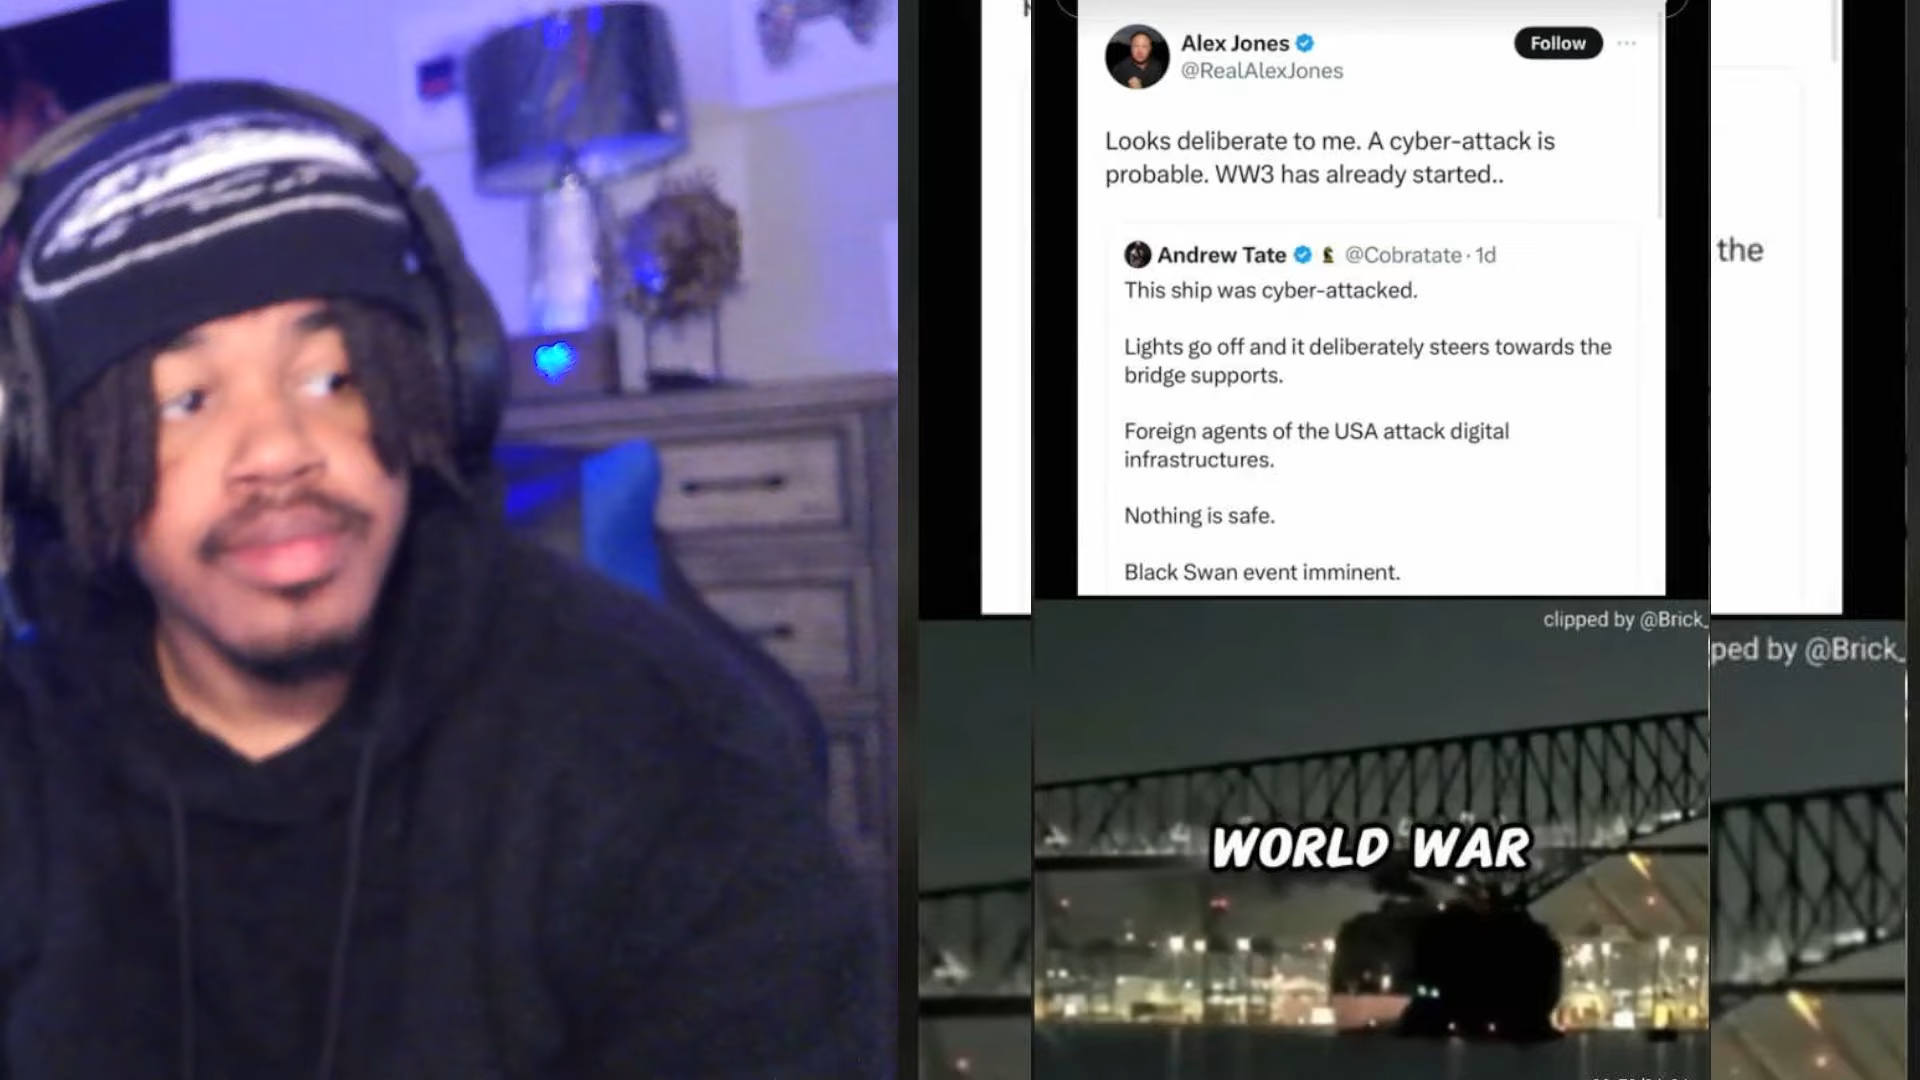 Alex Jones
Follow
@RealAlexJones
Looks deliberate to me. A cyber-attack is
probable. WW3 has already started..
Andrew Tate @Cobratate · 1d
This ship was cyber-attacked.
Lights go off and it deliberately steers towards the
bridge supports.
Foreign agents of the USA attack digital
infrastructures.
Nothing is safe.
Black Swan event imminent.
the
clipped by @Brick_
ped by @Brick_
WORLD WAR